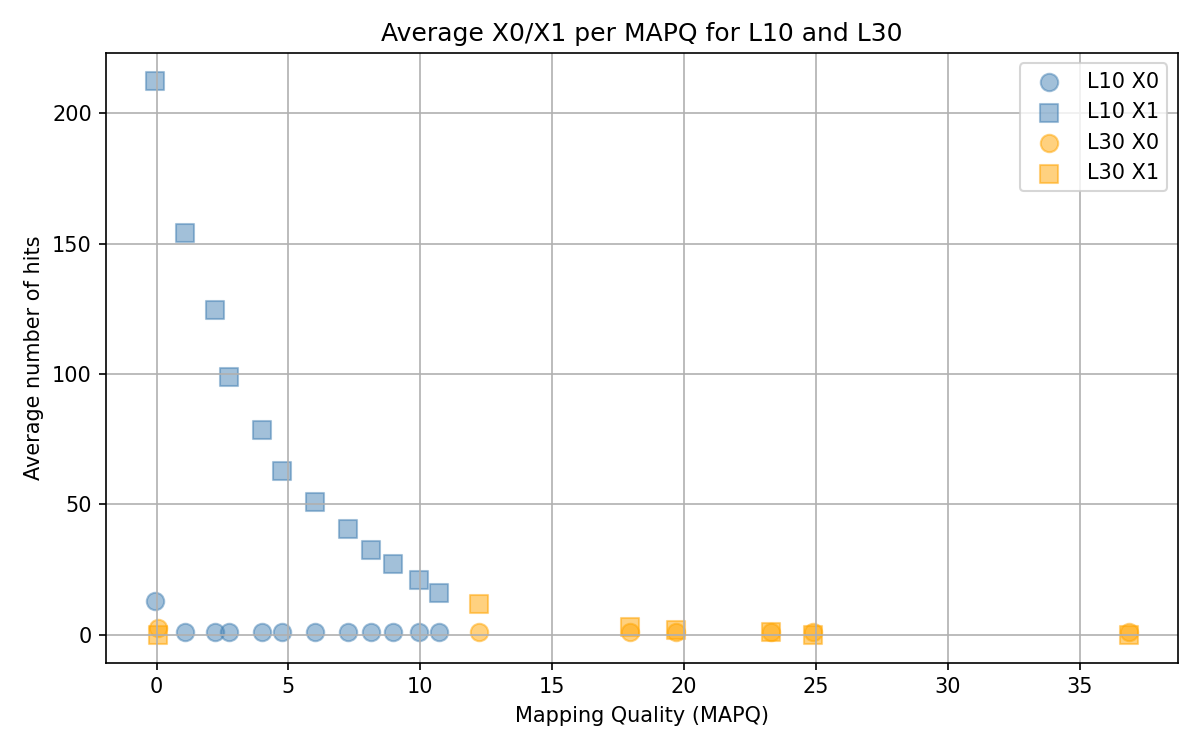 Average X0/X1 per MAPQ for L10 and L30
L10 X0
L10 X1
L30 X0
L30 X1
Average number of hits
200
150
100
50
0
0 5 10 15 20 25 30 35
Mapping Quality (MAPQ)